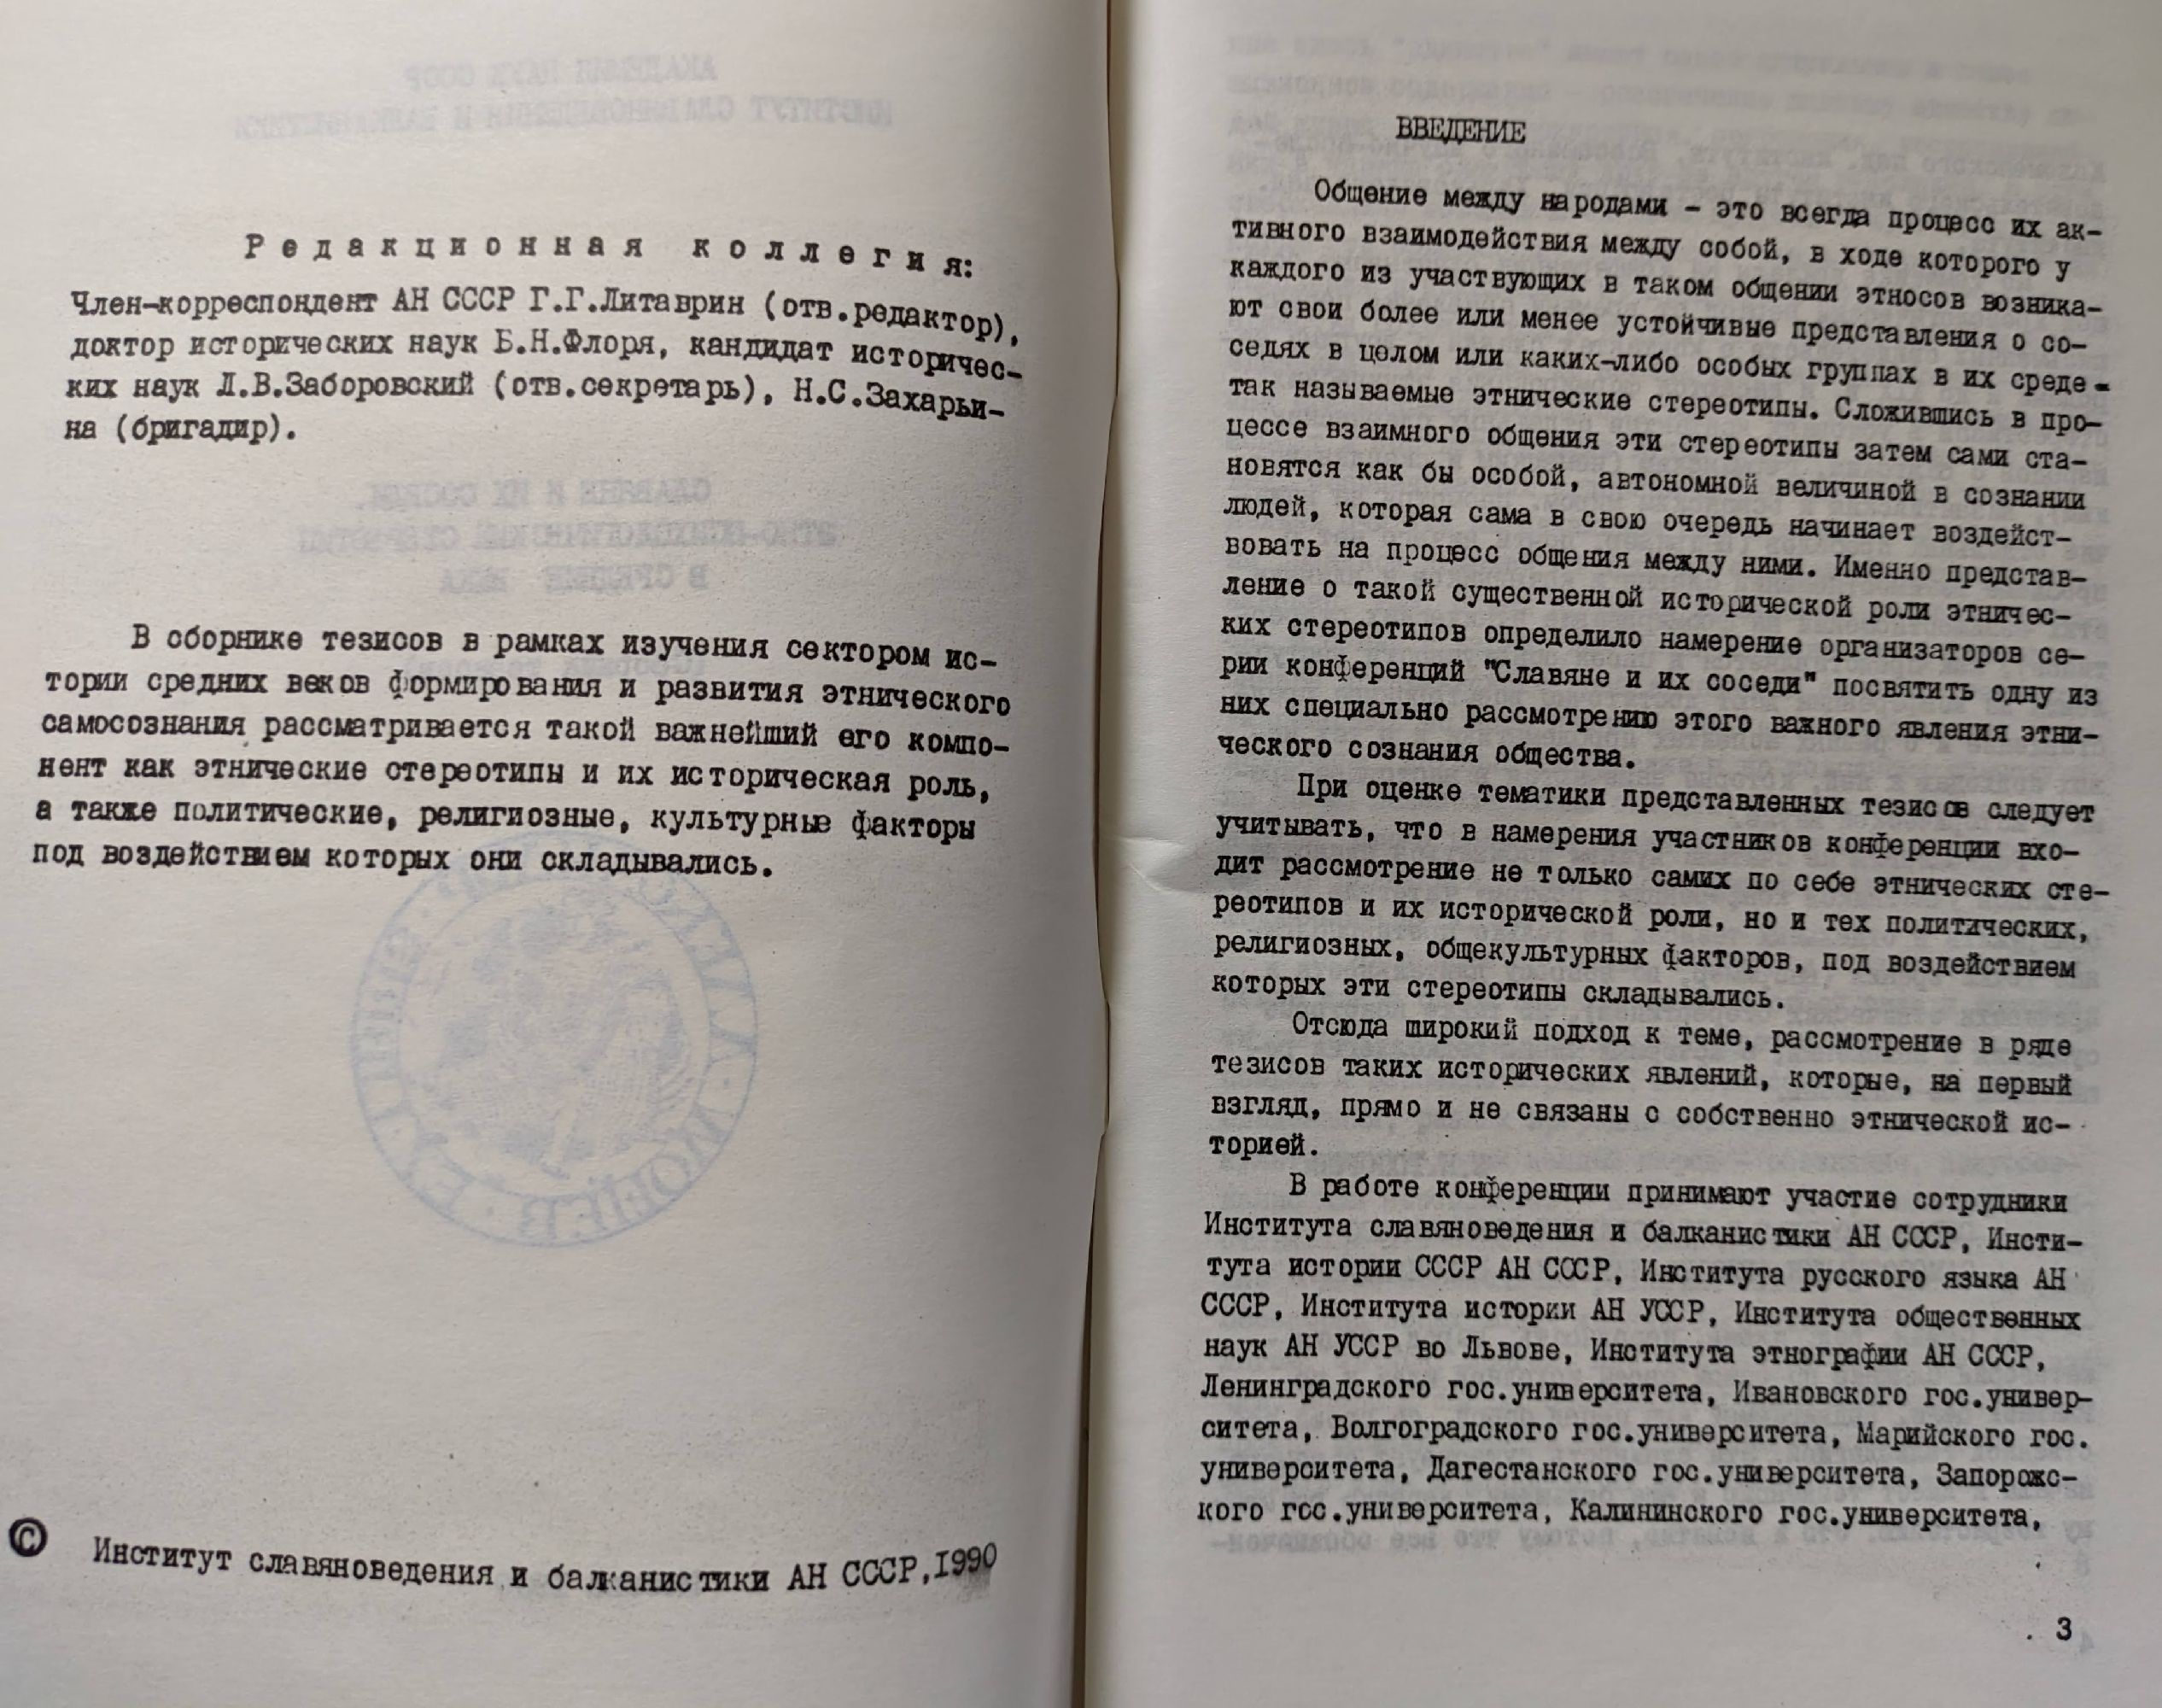 Редакционная коллегия:
Член-корреспондент АН СССР Г.Г.Литаврин (отв.редактор),
доктор исторических наук Б.Н.Флоря, кандидат историчес-
ких наук Л.В.Заборовский (отв.секретарь), Н.С.Захарьи-
на (бригадир).
В сборнике тезисов в рамках изучения сектором ис-
тории средних веков формирования и развития этнического
самосознания рассматривается такой важнейший его компо-
нент как этнические стереотипы и их историческая роль,
а также политические, религиозные, культурные факторы
под воздействием которых они складывались.
© Институт славяноведения и балканистики АН СССР,1990
ВВЕДЕНИЕ
Общение между народами - это всегда процесс их ак-
тивного взаимодействия между собой, в ходе которого у
каждого из участвующих в таком общении этносов возника-
ют свои более или менее устойчивые представления о со-
седях в целом или каких-либо особых группах в их среде -
так называемые этнические стереотипы. Сложившись в про-
цессе взаимного общения эти стереотипы затем сами ста-
новятся как бы особой, автономной величиной в сознании
людей, которая сама в свою очередь начинает воздейст-
вовать на процесс общения между ними. Именно представ-
ление о такой существенной исторической роли этничес-
ких стереотипов определило намерение организаторов се-
рии конференций "Славяне и их соседи" посвятить одну из
них специально рассмотрению этого важного явления этни-
ческого сознания общества.
При оценке тематики представленных тезисов следует
учитывать, что в намерения участников конференции вхо-
дит рассмотрение не только самих по себе этнических сте-
реотипов и их исторической роли, но и тех политических,
религиозных, общекультурных факторов, под воздействием
которых эти стереотипы складывались.
Отсюда широкий подход к теме, рассмотрение в ряде
тезисов таких исторических явлений, которые, на первый
взгляд, прямо и не связаны с собственно этнической ис-
торией.
В работе конференции принимают участие сотрудники
Института славяноведения и балканистики АН СССР, Инсти-
тута истории СССР АН СССР, Института русского языка АН
СССР, Института истории АН УССР, Института общественных
наук АН УССР во Львове, Института этнографии АН СССР,
Ленинградского гос.университета, Ивановского гос.универ-
ситета, Волгоградского гос.университета, Марийского гос.
университета, Дагестанского гос.университета, Запорожс-
кого гос.университета, Калининского гос.университета,
3